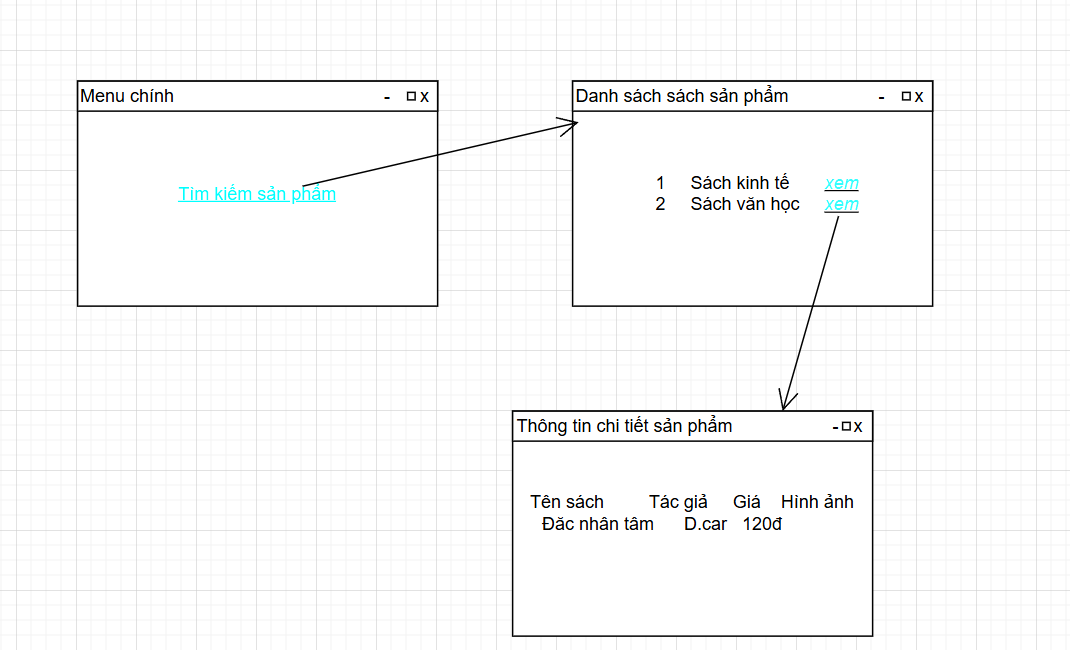 Menu chính - □ x
Danh sách sách sản phẩm - □ x
Tìm kiếm sản phẩm
1 Sách kinh tế xem
2 Sách văn học xem
Thông tin chi tiết sản phẩm -□ x
Tên sách Tác giả Giá Hình ảnh
Đăc nhân tâm D.car 120đ